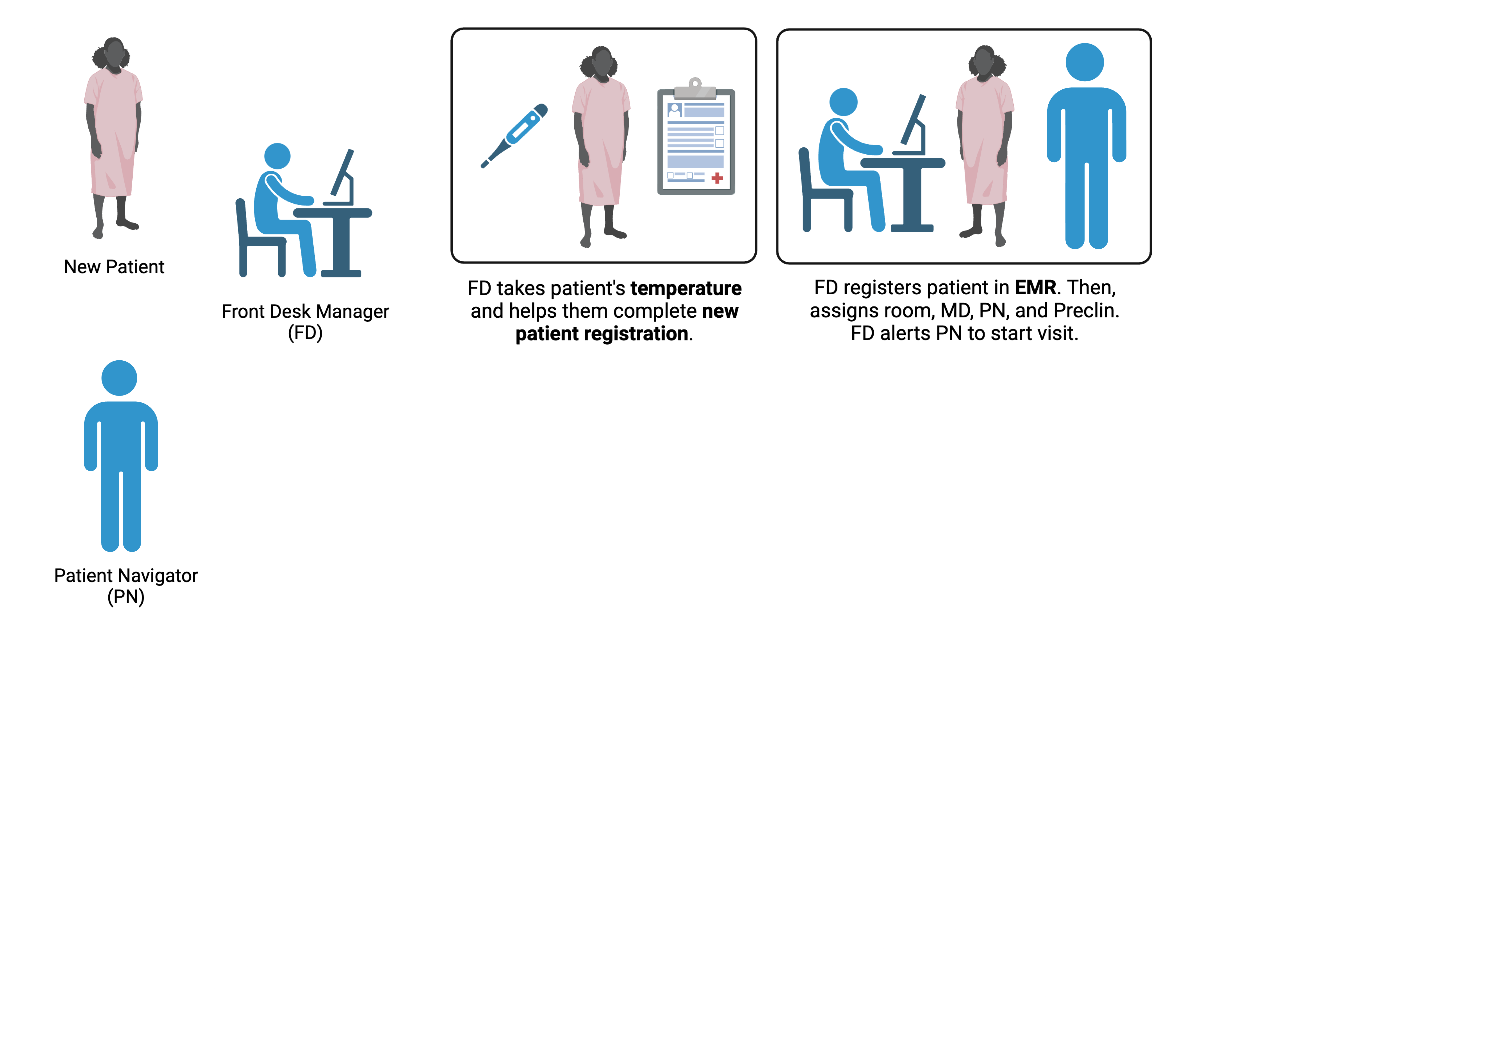 New Patient
Front Desk Manager
(FD)
FD takes patient's temperature
and helps them complete new
patient registration.
FD registers patient in EMR. Then,
assigns room, MD, PN, and Preclin.
FD alerts PN to start visit.
Patient Navigator
(PN)